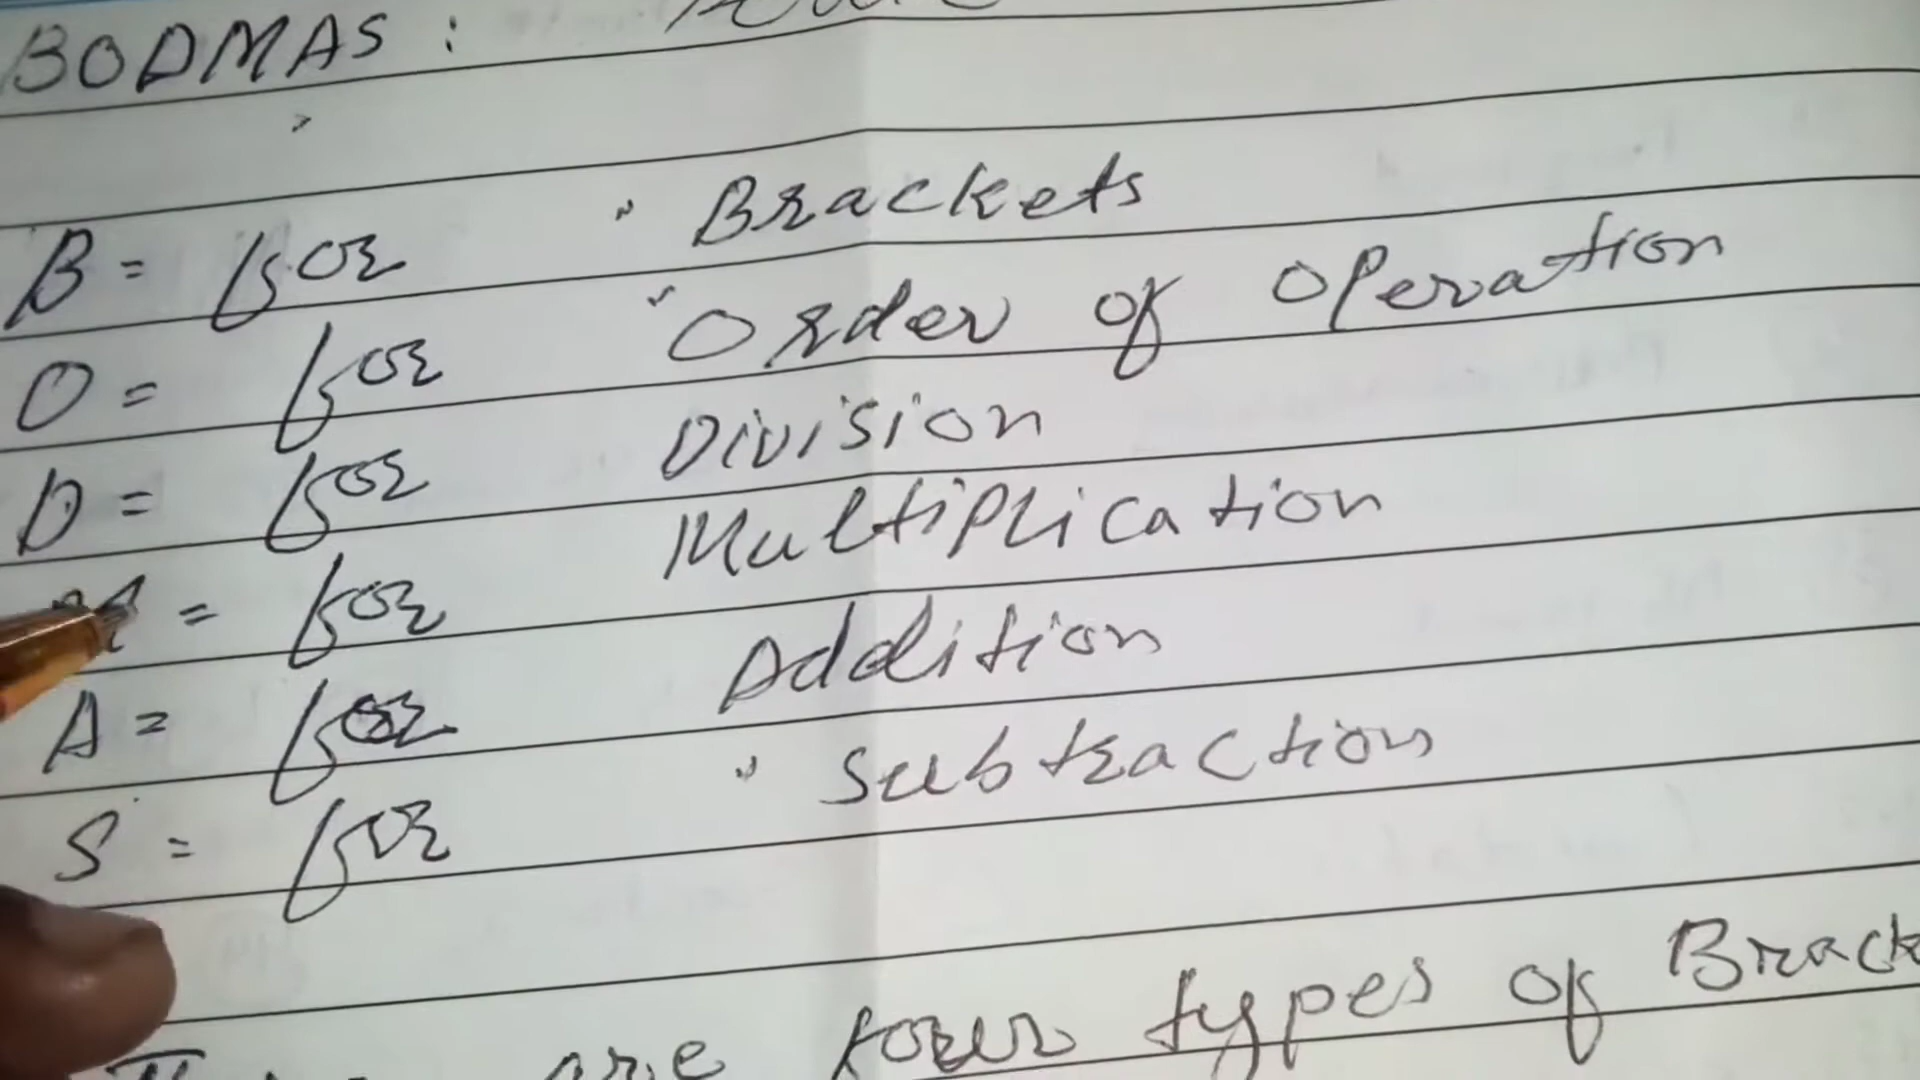 BODMAS :
B = for " Brackets
O = for " Order of Operation
D = for Division
M = for Multiplication
A = for Addition
S = for " Subtraction
are four types of Brack